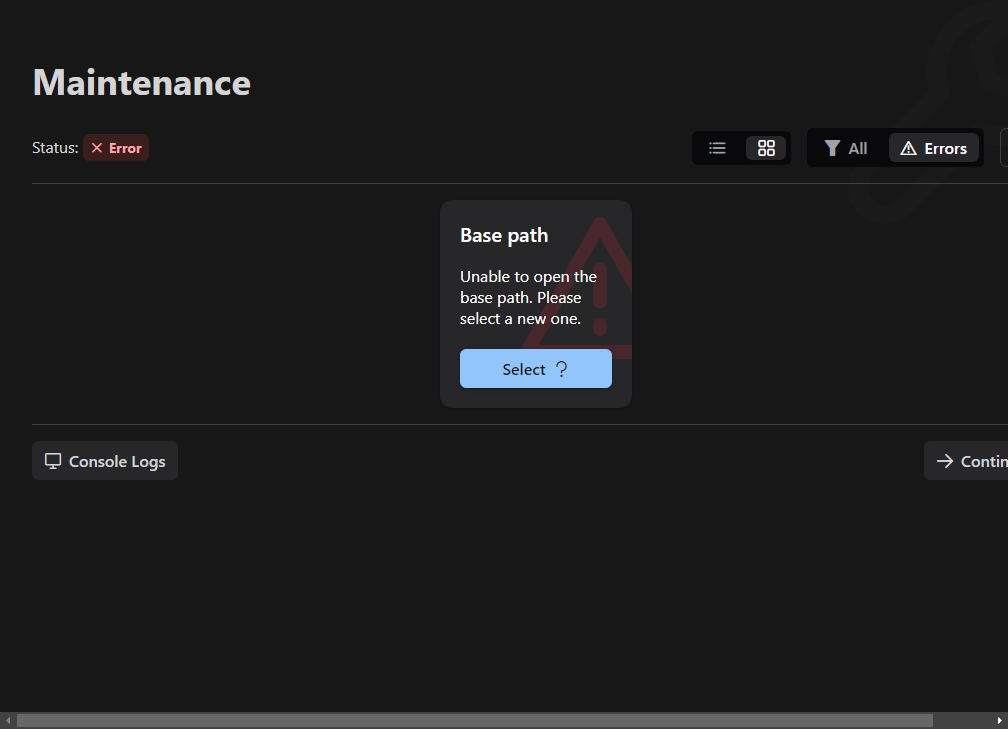 Maintenance
Status: Error
All
Errors
Base path
Unable to open the
base path. Please
select a new one.
Select ?
Console Logs
Contin